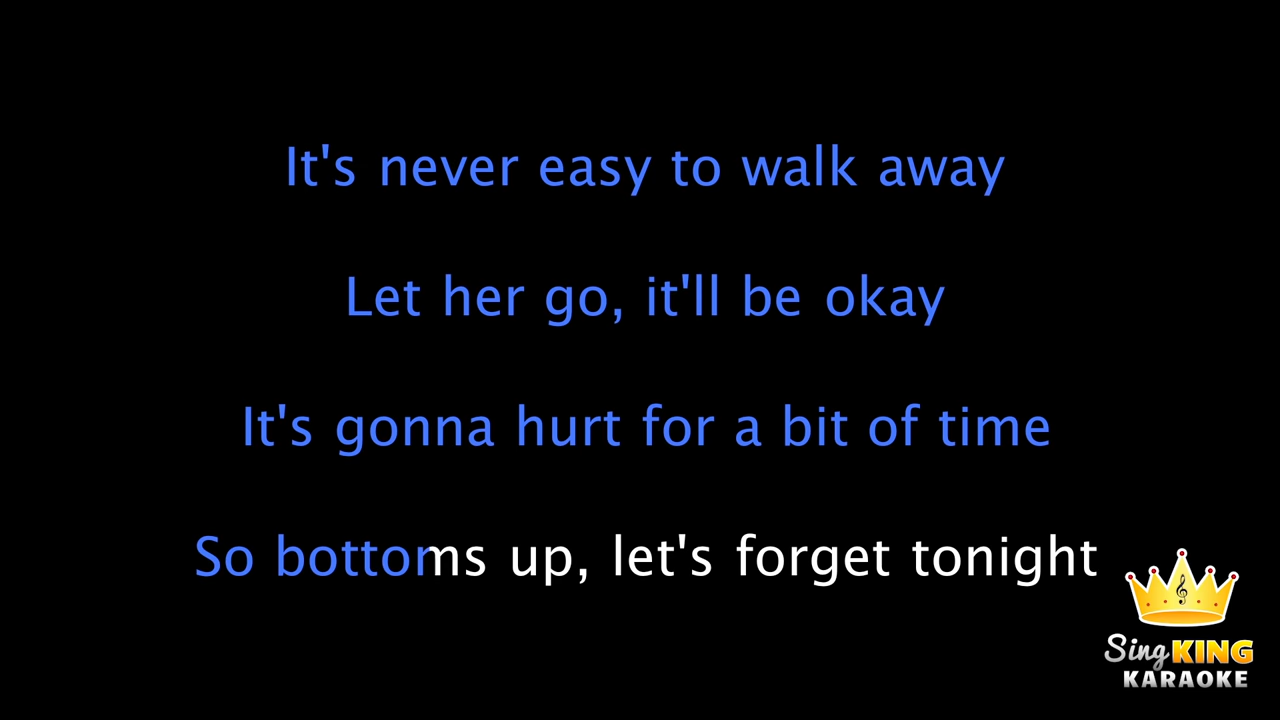 It's never easy to walk away
Let her go, it'll be okay
It's gonna hurt for a bit of time
So bottoms up, let's forget tonight
Sing KING
KARAOKE